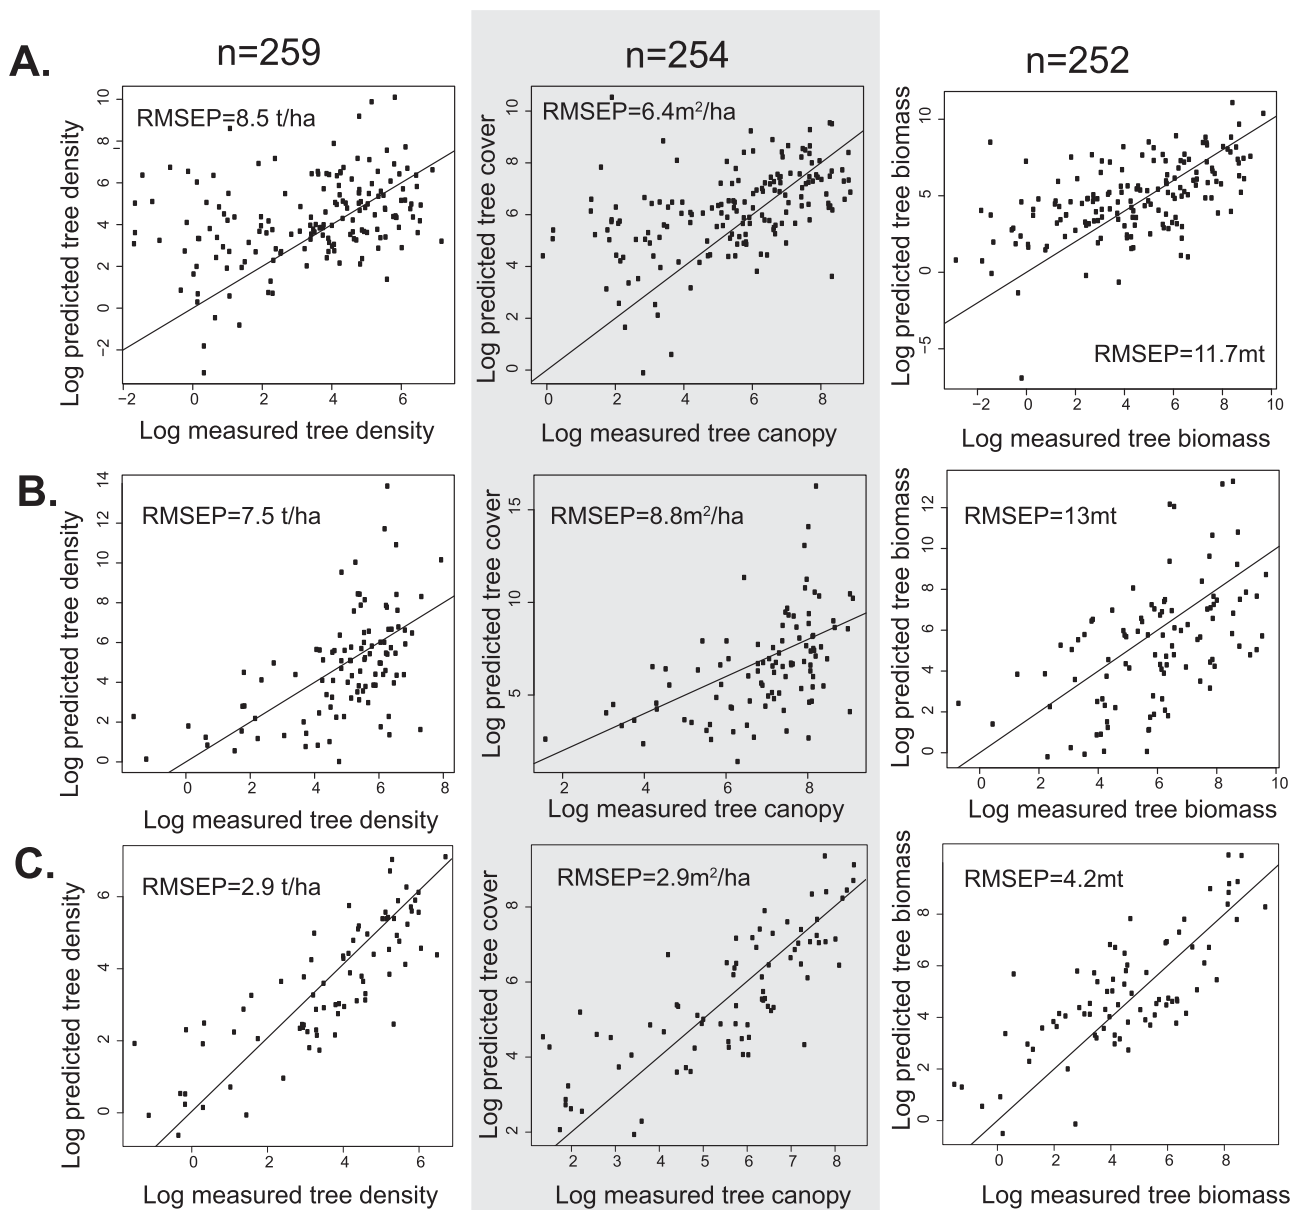 A.
n=259
n=254
n=252
RMSEP=8.5 t/ha
Log predicted tree density
10
8
6
4
2
0
−2
−2 0 2 4 6
Log measured tree density
RMSEP=6.4m²/ha
Log predicted tree cover
10
8
6
4
2
0
0 2 4 6 8
Log measured tree canopy
RMSEP=11.7mt
Log predicted tree biomass
10
5
0
−5
−2 0 2 4 6 8 10
Log measured tree biomass
B.
RMSEP=7.5 t/ha
Log predicted tree density
14
12
10
8
6
4
2
0
0 2 4 6 8
Log measured tree density
RMSEP=8.8m²/ha
Log predicted tree cover
15
10
5
2 4 6 8
Log measured tree canopy
RMSEP=13mt
Log predicted tree biomass
12
10
8
6
4
2
0
0 2 4 6 8 10
Log measured tree biomass
C.
RMSEP=2.9 t/ha
Log predicted tree density
6
4
2
0
0 2 4 6
Log measured tree density
RMSEP=2.9m²/ha
Log predicted tree cover
8
6
4
2
2 3 4 5 6 7 8
Log measured tree canopy
RMSEP=4.2mt
Log predicted tree biomass
8
6
4
2
0
0 2 4 6 8
Log measured tree biomass